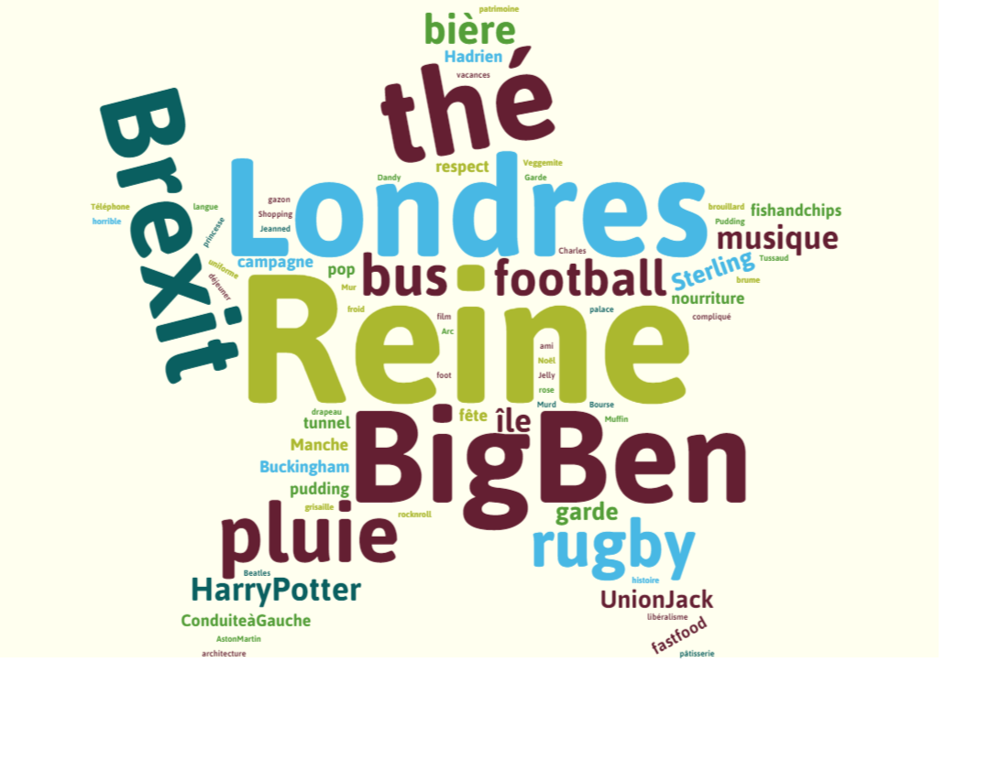 patrimoine
bière
Hadrien
vacances
thé
respect
Veggemite
Dandy
Garde
Brexit
Londres
Téléphone
horrible
langue
princesse
gazon
Shopping
Jeanned
brouillard
fishandchips
Pudding
musique
Charles
campagne
uniforme
déjeuner
pop
Mur
bus
football
Sterling
Tussaud
brume
nourriture
Reine
froid
film
Arc
palace
compliqué
ami
Noël
foot
Jelly
rose
Murd
Bourse
drapeau
tunnel
fête
île
Muffin
Manche
BigBen
Buckingham
pudding
grisaille
rocknroll
garde
pluie
rugby
Beatles
HarryPotter
histoire
UnionJack
ConduiteàGauche
libéralisme
AstonMartin
fastfood
architecture
pâtisserie